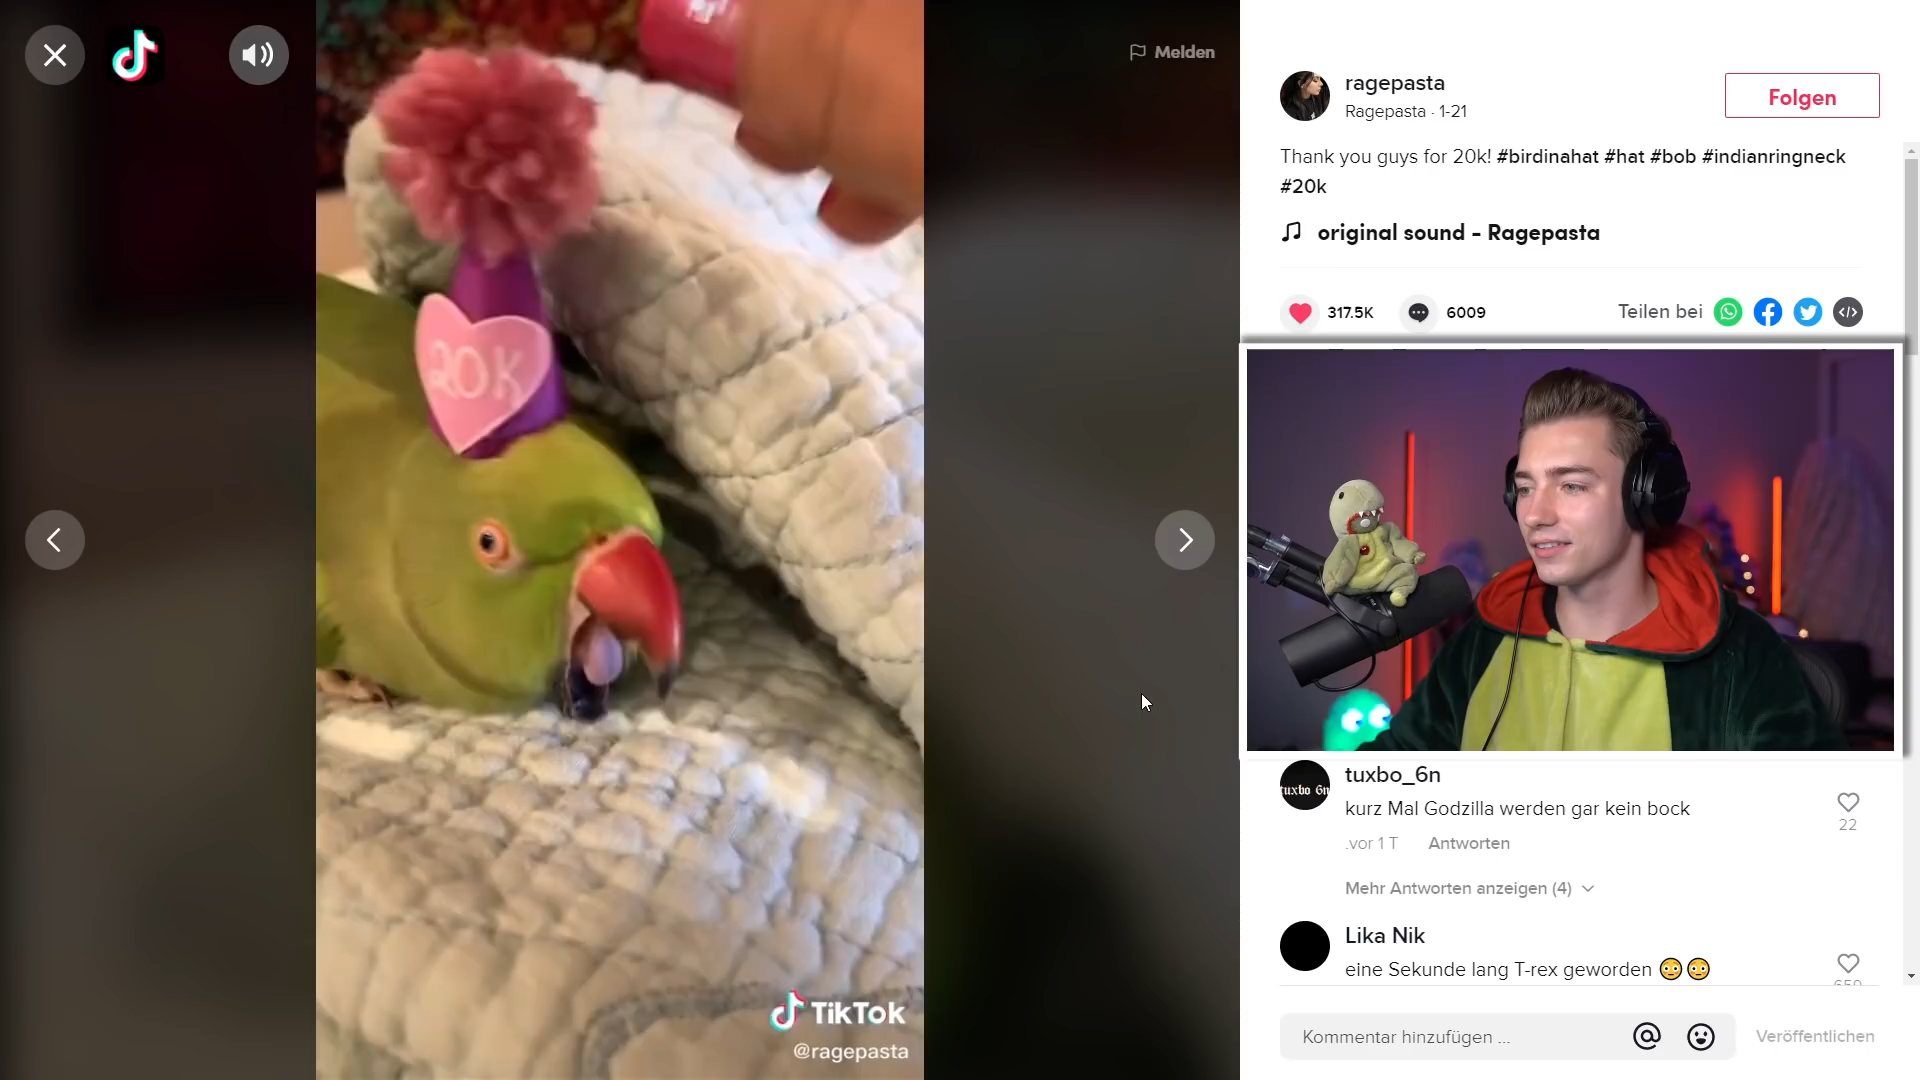 Melden
ragepasta
Ragepasta · 1-21
Folgen
Thank you guys for 20k! #birdinahat #hat #bob #indianringneck
#20k
original sound - Ragepasta
317.5K
6009
Teilen bei
20K
tuxbo 6n
tuxbo_6n
kurz Mal Godzilla werden gar kein bock
22
.vor 1 T
Antworten
Mehr Antworten anzeigen (4)
Lika Nik
eine Sekunde lang T-rex geworden 😳😳
TikTok
@ragepasta
Kommentar hinzufügen ...
Veröffentlichen